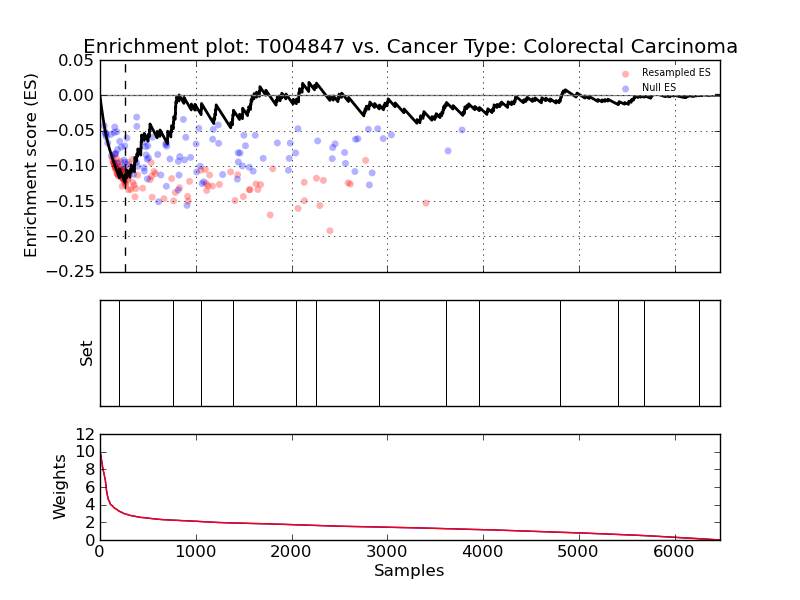 Enrichment plot: T004847 vs. Cancer Type: Colorectal Carcinoma
Enrichment score (ES)
0.05
0.00
−0.05
−0.10
−0.15
−0.20
−0.25
Resampled ES
Null ES
Set
Weights
12
10
8
6
4
2
0
0 1000 2000 3000 4000 5000 6000
Samples